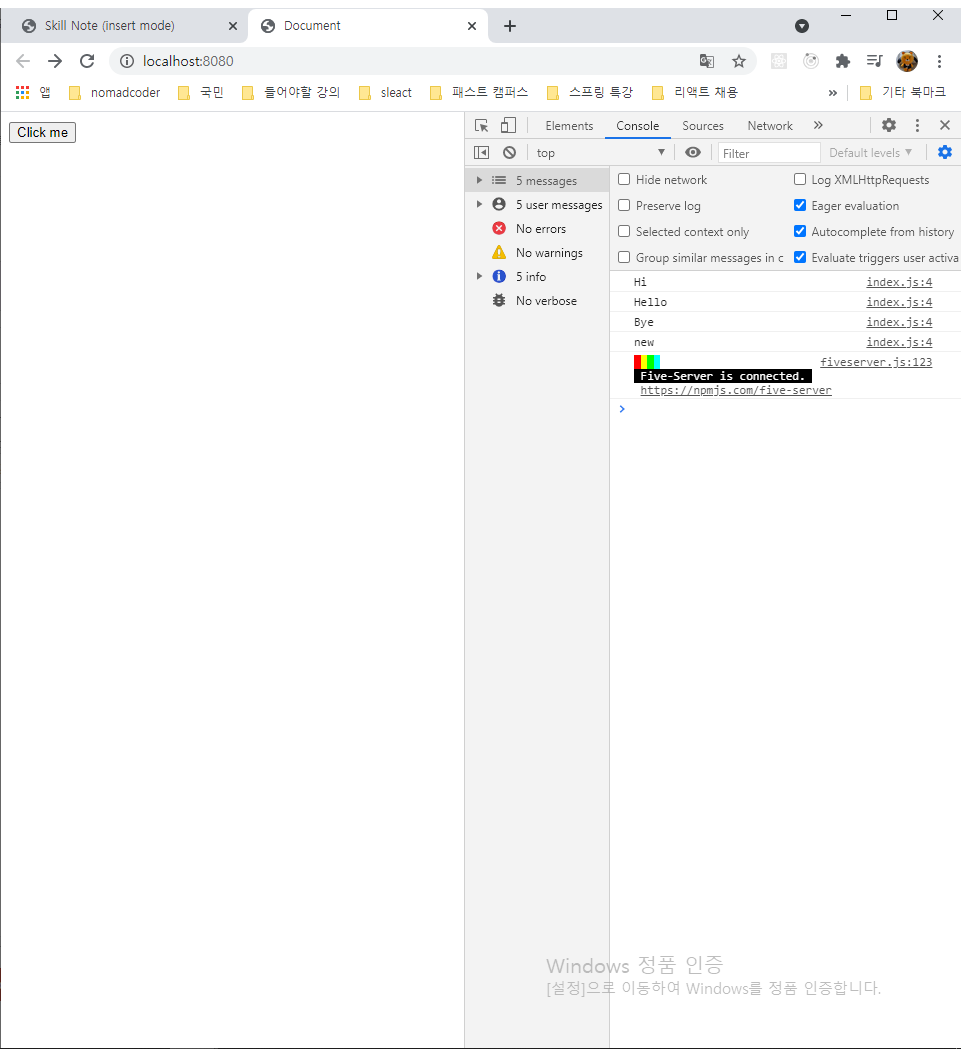 Skill Note (insert mode)
Document
localhost:8080
앱
nomadcoder
국민
들어야할 강의
sleact
패스트 캠퍼스
스프링 특강
리액트 채용
»
기타 북마크
Click me
Elements
Console
Sources
Network
»
top
Filter
Default levels
5 messages
5 user messages
No errors
No warnings
5 info
No verbose
Hide network
Log XMLHttpRequests
Preserve log
Eager evaluation
Selected context only
Autocomplete from history
Group similar messages in c
Evaluate triggers user activa
Hi index.js:4
Hello index.js:4
Bye index.js:4
new index.js:4
fiveserver.js:123
Five-Server is connected.
https://npmjs.com/five-server
Windows 정품 인증
[설정]으로 이동하여 Windows를 정품 인증합니다.